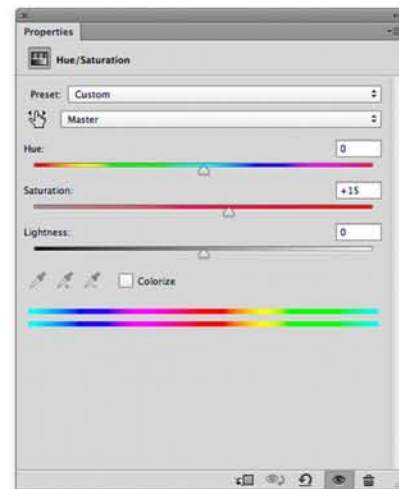 Properties
Hue/Saturation
Preset: Custom
Master
Hue: 0
Saturation: +15
Lightness: 0
Colorize